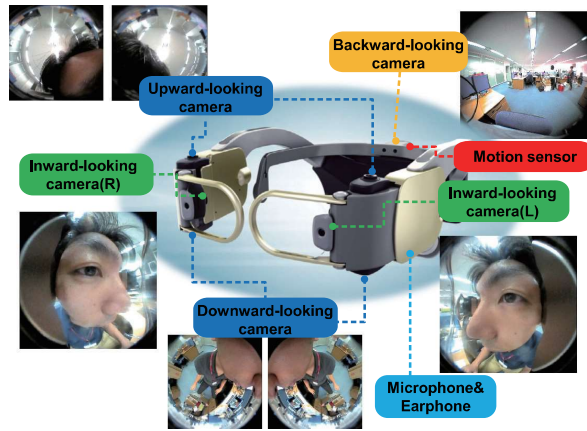 Backward-looking
camera
Upward-looking
camera
Motion sensor
Inward-looking
camera(R)
Inward-looking
camera(L)
Downward-looking
camera
Microphone&
Earphone